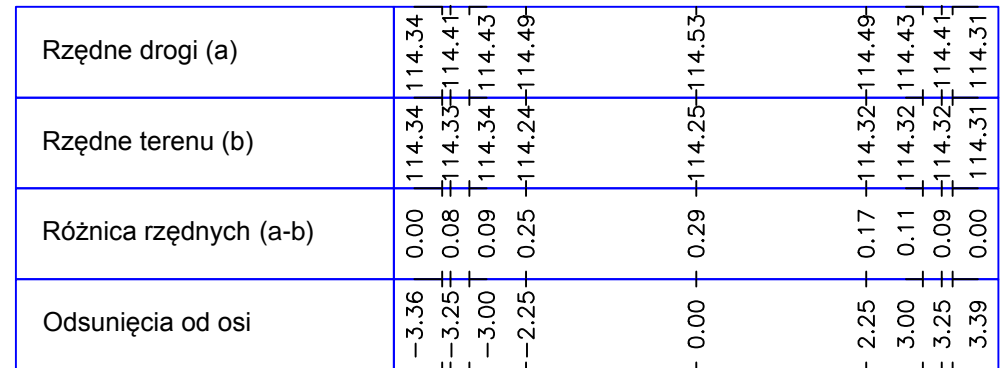 Rzędne drogi (a) 114.34 114.41 114.43 114.49 114.53 114.49 114.43 114.41 114.31
Rzędne terenu (b) 114.34 114.33 114.34 114.24 114.25 114.32 114.32 114.32 114.31
Różnica rzędnych (a-b) 0.00 0.08 0.09 0.25 0.29 0.17 0.11 0.09 0.00
Odsunięcia od osi -3.36 -3.25 -3.00 -2.25 0.00 2.25 3.00 3.25 3.39